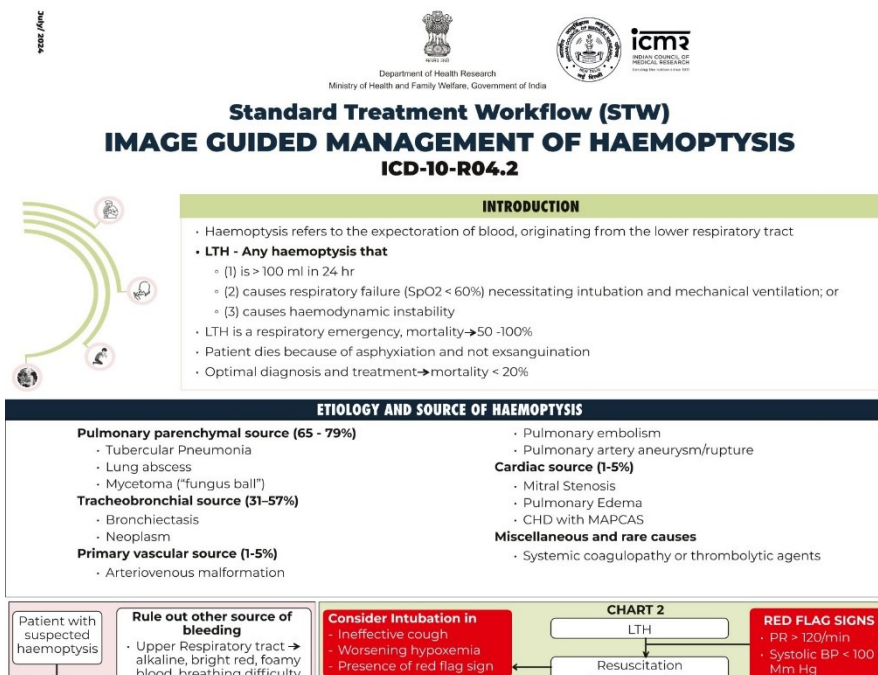 July/ 2024
सत्यमेव जयते
Department of Health Research
Ministry of Health and Family Welfare, Government of India
icmr
INDIAN COUNCIL OF
MEDICAL RESEARCH
Standard Treatment Workflow (STW)
IMAGE GUIDED MANAGEMENT OF HAEMOPTYSIS
ICD-10-R04.2
INTRODUCTION
• Haemoptysis refers to the expectoration of blood, originating from the lower respiratory tract
• LTH - Any haemoptysis that
◦ (1) is > 100 ml in 24 hr
◦ (2) causes respiratory failure (SpO2 < 60%) necessitating intubation and mechanical ventilation; or
◦ (3) causes haemodynamic instability
• LTH is a respiratory emergency, mortality→50 -100%
• Patient dies because of asphyxiation and not exsanguination
• Optimal diagnosis and treatment→mortality < 20%
ETIOLOGY AND SOURCE OF HAEMOPTYSIS
Pulmonary parenchymal source (65 - 79%)
• Tubercular Pneumonia
• Lung abscess
• Mycetoma (“fungus ball”)
Tracheobronchial source (31–57%)
• Bronchiectasis
• Neoplasm
Primary vascular source (1-5%)
• Arteriovenous malformation
• Pulmonary embolism
• Pulmonary artery aneurysm/rupture
Cardiac source (1-5%)
• Mitral Stenosis
• Pulmonary Edema
• CHD with MAPCAS
Miscellaneous and rare causes
• Systemic coagulopathy or thrombolytic agents
Patient with
suspected
haemoptysis
Rule out other source of
bleeding
• Upper Respiratory tract →
alkaline, bright red, foamy
blood, breathing difficulty
Consider Intubation in
- Ineffective cough
- Worsening hypoxemia
- Presence of red flag sign
CHART 2
LTH
Resuscitation
RED FLAG SIGNS
• PR > 120/min
• Systolic BP < 100
Mm Hg